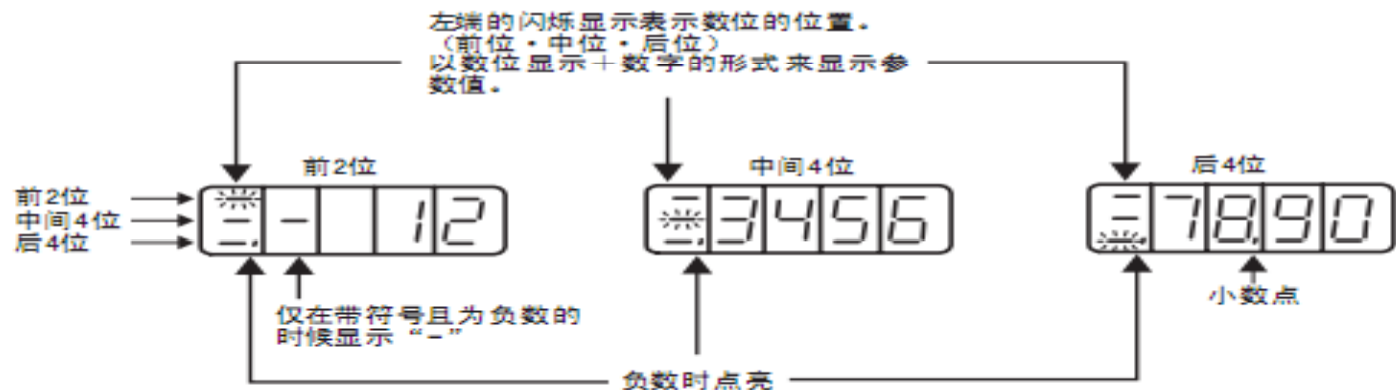 左端的闪烁显示表示数位的位置。
（前位・中位・后位）
以数位显示＋数字的形式来显示参
数值。
前2位
中间4位
后4位
前2位
中间4位
后4位
- 12
3456
78.90
仅在带符号且为负数的
时候显示“-”
小数点
负数时点亮